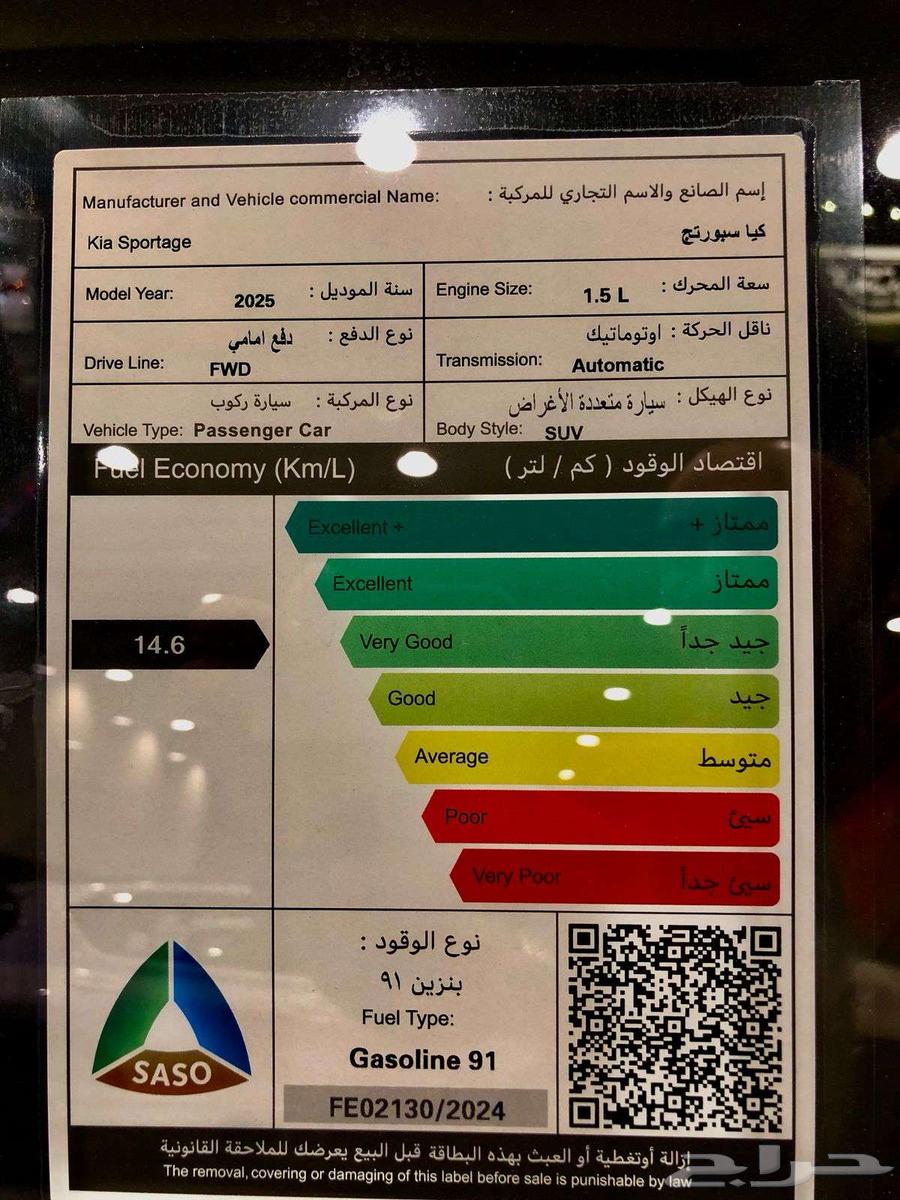 Manufacturer and Vehicle commercial Name: إسم الصانع والاسم التجاري للمركبة :
Kia Sportage كيا سبورتج
Model Year: 2025 سنة الموديل :
Engine Size: 1.5 L سعة المحرك :
نوع الدفع : دفع امامي
Drive Line: FWD
ناقل الحركة : اوتوماتيك
Transmission: Automatic
نوع المركبة : سيارة ركوب
Vehicle Type: Passenger Car
نوع الهيكل : سيارة متعددة الأغراض
Body Style: SUV
Fuel Economy (Km/L) اقتصاد الوقود ( كم / لتر )
Excellent + ممتاز +
Excellent ممتاز
14.6
Very Good جيد جداً
Good جيد
Average متوسط
Poor سيئ
Very Poor سيئ جداً
SASO
نوع الوقود :
بنزين ٩١
Fuel Type:
Gasoline 91
FE02130/2024
إزالة أوتغطية أو العبث بهذه البطاقة قبل البيع يعرضك للملاحقة القانونية
The removal, covering or damaging of this label before sale is punishable by law
حراج